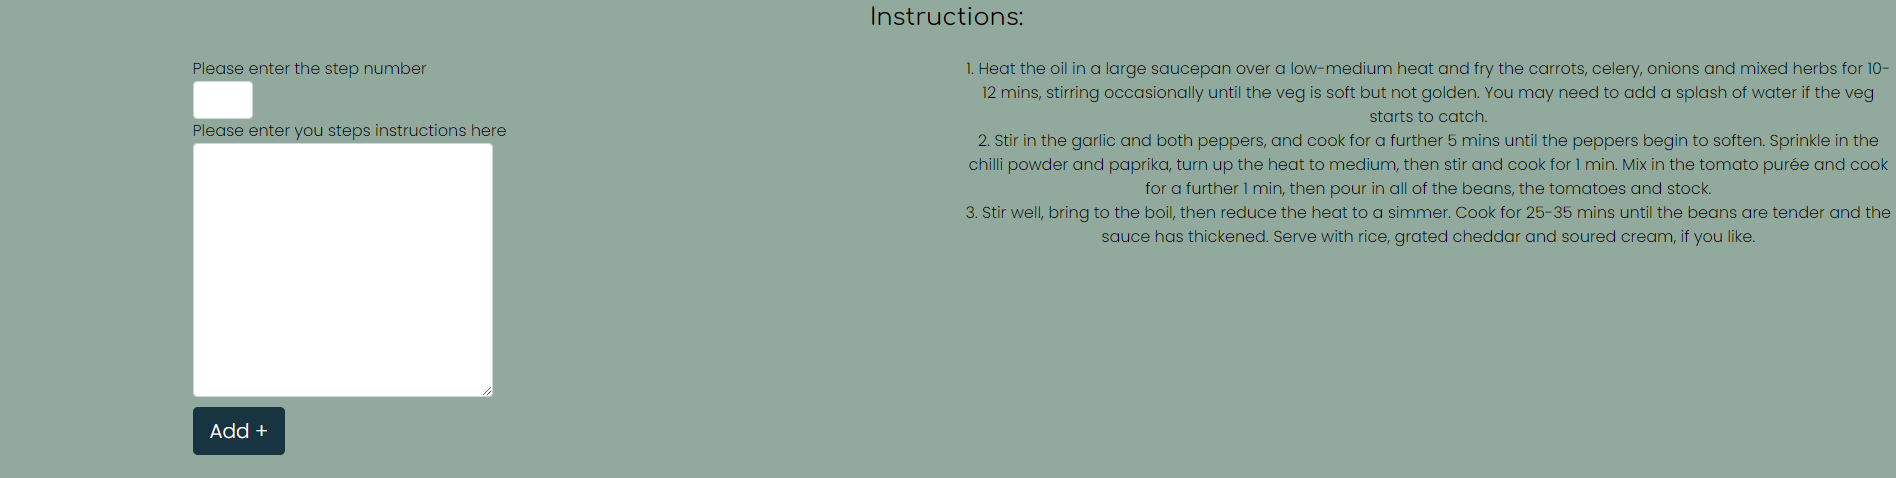 Instructions:
Please enter the step number
Please enter you steps instructions here
Add +
1. Heat the oil in a large saucepan over a low-medium heat and fry the carrots, celery, onions and mixed herbs for 10-
12 mins, stirring occasionally until the veg is soft but not golden. You may need to add a splash of water if the veg
starts to catch.
2. Stir in the garlic and both peppers, and cook for a further 5 mins until the peppers begin to soften. Sprinkle in the
chilli powder and paprika, turn up the heat to medium, then stir and cook for 1 min. Mix in the tomato purée and cook
for a further 1 min, then pour in all of the beans, the tomatoes and stock.
3. Stir well, bring to the boil, then reduce the heat to a simmer. Cook for 25-35 mins until the beans are tender and the
sauce has thickened. Serve with rice, grated cheddar and soured cream, if you like.